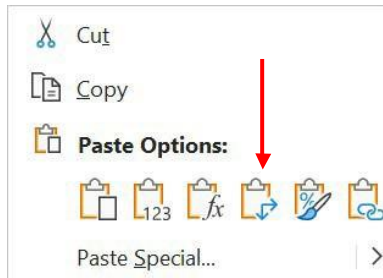 Cut
Copy
Paste Options:
123 fx %
Paste Special...